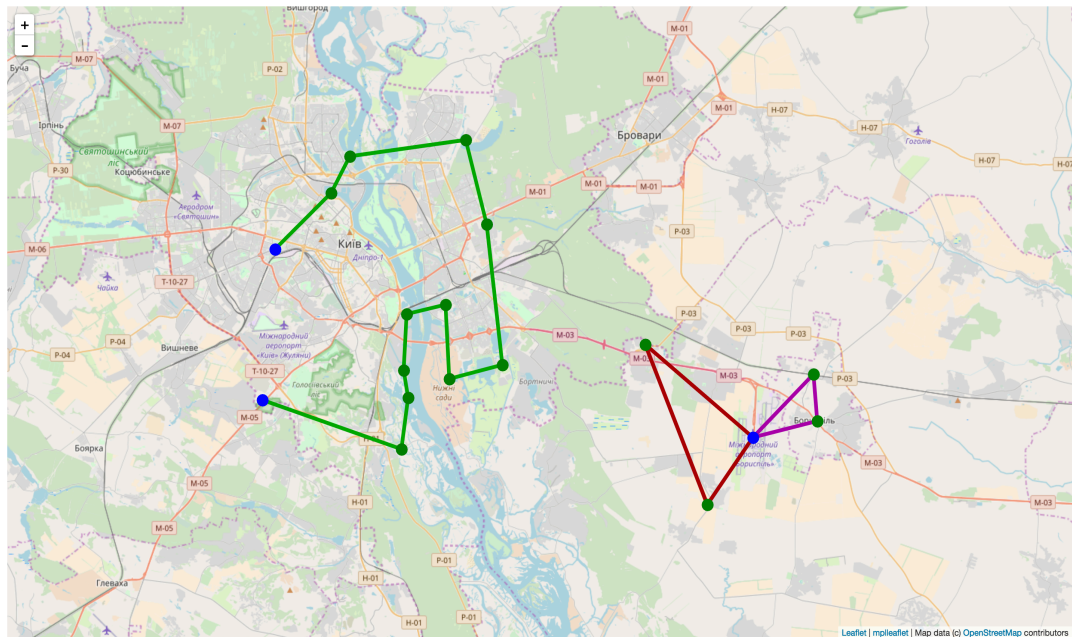 Вишгород
+
−
М-07
Р-02
М-01
Буча
М-01
М-01
Н-07
Ірпінь
М-07
Бровари
Н-07
Гоголів
Святошинський
ліс
Н-07
Н-07
Р-30
Коцюбинське
М-01
М-01
М-01
Аеродром
«Святошин»
Р-03
Київ
М-06
Дніпро-1
Чайка
Т-10-27
Р-03
Міжнародний
аеропорт
«Київ» (Жуляни)
Р-03
Р-03
М-03
Р-04
Р-04
Вишневе
М-03
Т-10-27
М-03
Р-03
Голосіївський
ліс
Нижні
сади
Бортничі
М-05
Бориспіль
Міжнародний
аеропорт
«Бориспіль»
Боярка
М-03
М-05
Н-01
М-03
М-05
Р-01
Н-01
Глеваха
Н-01
Р-01
Leaflet | mplleaflet | Map data (c) OpenStreetMap contributors